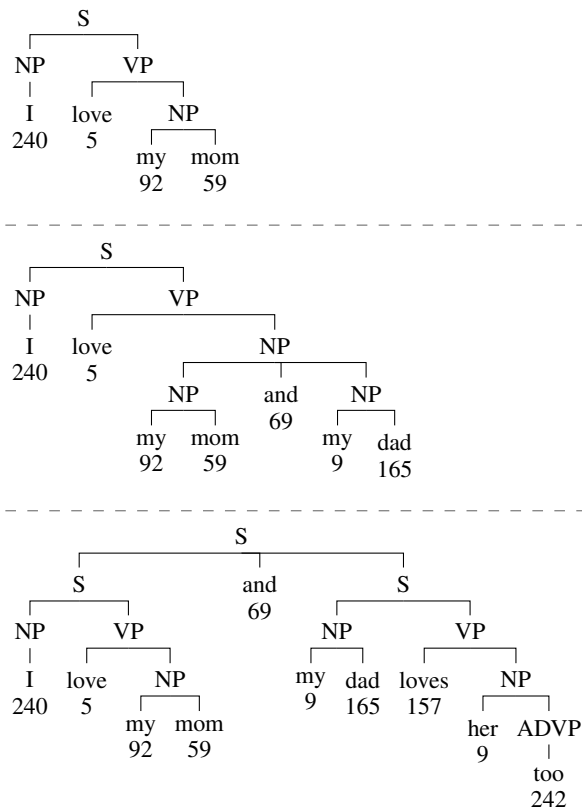 S
NP VP
I love NP
240 5
my mom
92 59
S
NP VP
I love NP
240 5
NP and NP
69
my mom my dad
92 59 9 165
S
S and S
69
NP VP NP VP
I love NP my dad loves NP
240 5 9 165 157
my mom her ADVP
92 59 9
too
242